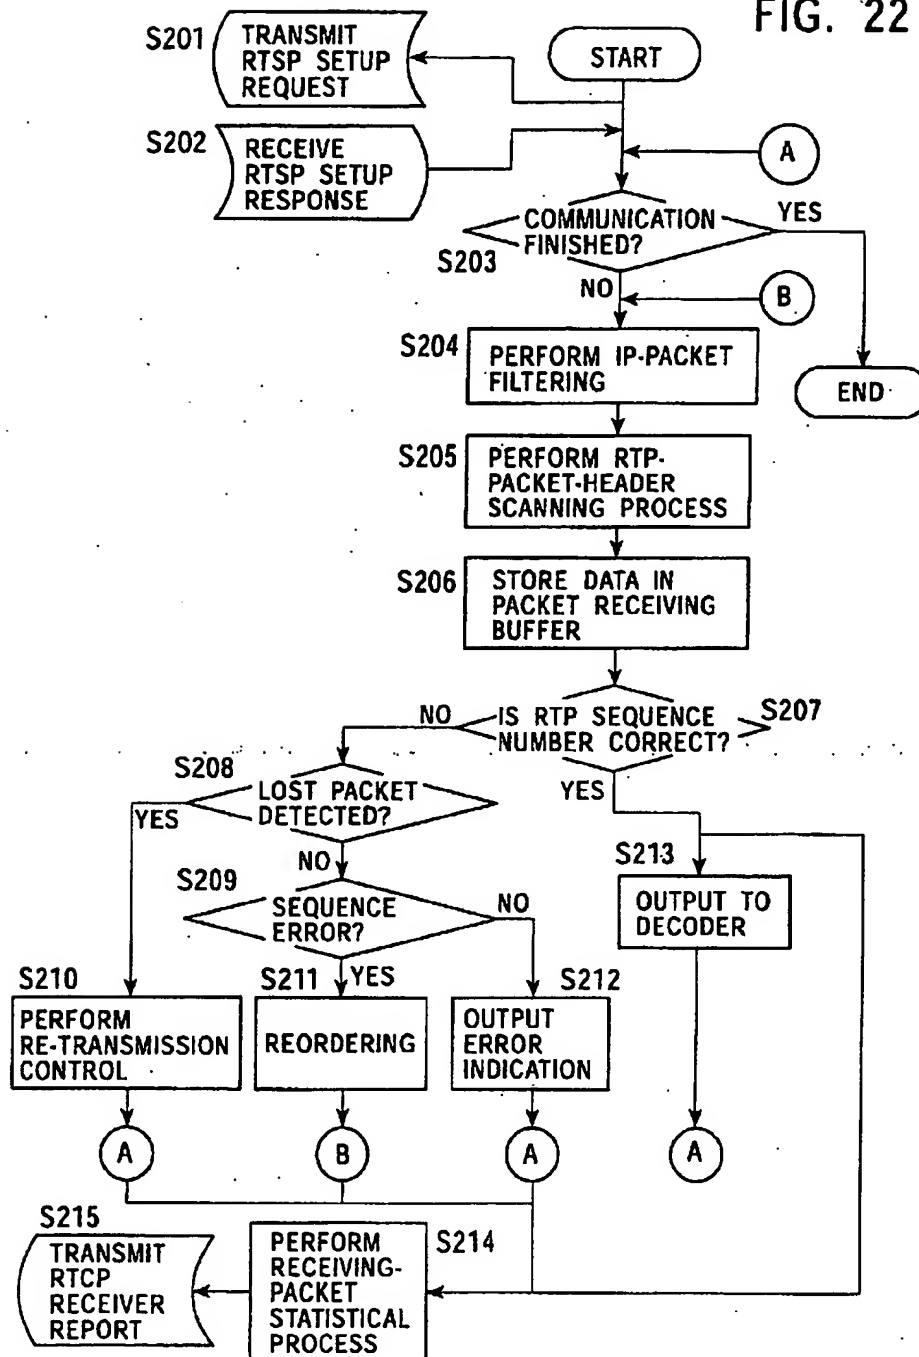 FIG. 22
S201
TRANSMIT
RTSP SETUP
REQUEST
START
S202
RECEIVE
RTSP SETUP
RESPONSE
A
COMMUNICATION
FINISHED?
YES
S203
NO
B
S204
PERFORM IP-PACKET
FILTERING
END
S205
PERFORM RTP-
PACKET-HEADER
SCANNING PROCESS
S206
STORE DATA IN
PACKET RECEIVING
BUFFER
NO
IS RTP SEQUENCE
NUMBER CORRECT?
S207
YES
S208
LOST PACKET
DETECTED?
YES
NO
S209
SEQUENCE
ERROR?
NO
YES
S213
OUTPUT TO
DECODER
S210
PERFORM
RE-TRANSMISSION
CONTROL
S211
REORDERING
S212
OUTPUT
ERROR
INDICATION
A
B
A
A
S215
TRANSMIT
RTCP
RECEIVER
REPORT
PERFORM
RECEIVING-
PACKET
STATISTICAL
PROCESS
S214